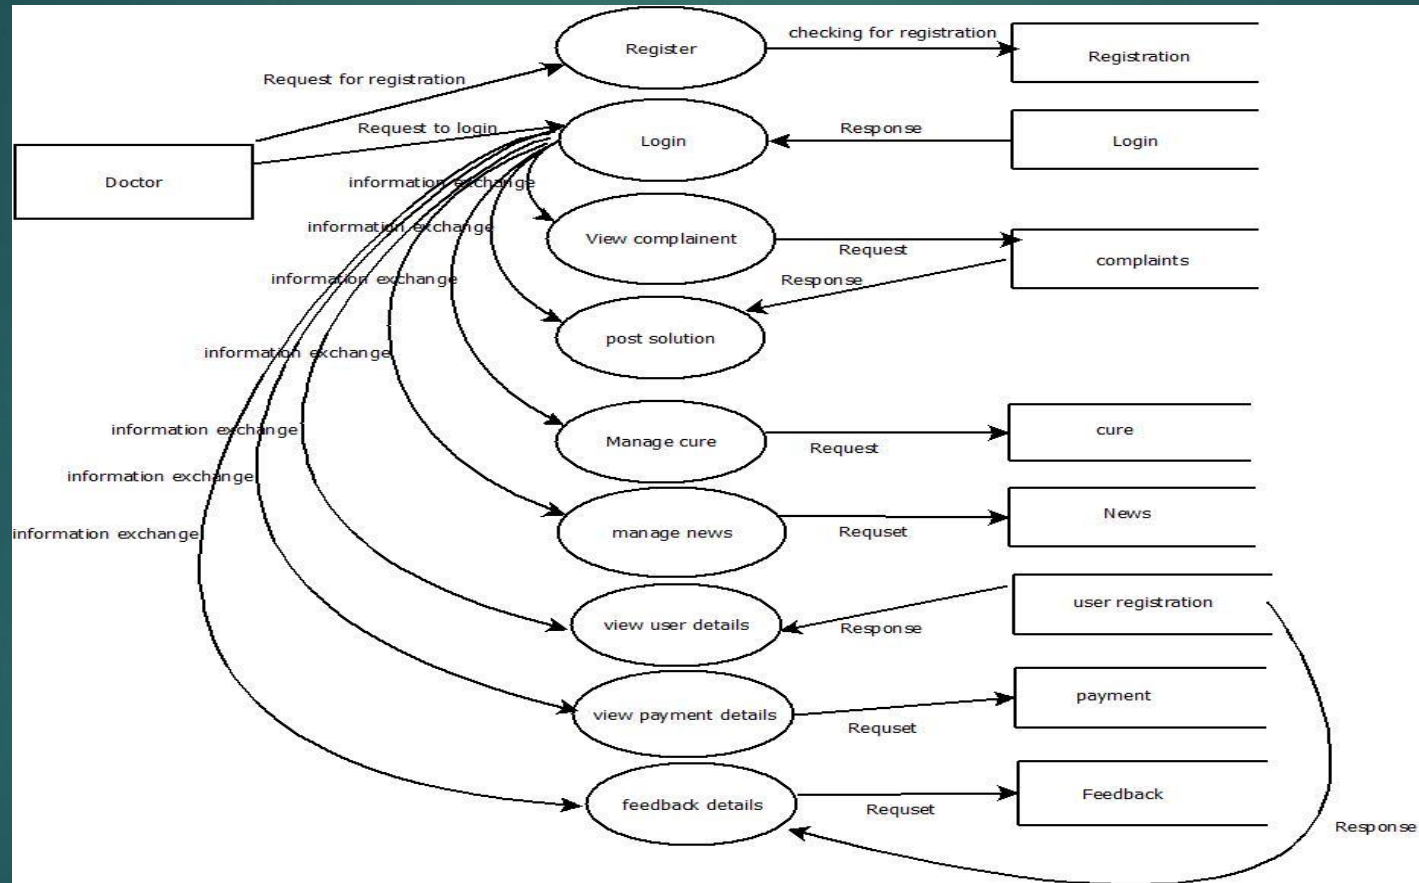 Register
checking for registration
Registration
Request for registration
Request to login
Login
Response
Login
Doctor
information exchange
information exchange
View complainent
Request
complaints
information exchange
Response
post solution
information exchange
information exchange
Manage cure
Request
cure
information exchange
manage news
Requset
News
information exchange
view user details
Response
user registration
view payment details
Requset
payment
feedback details
Requset
Feedback
Response